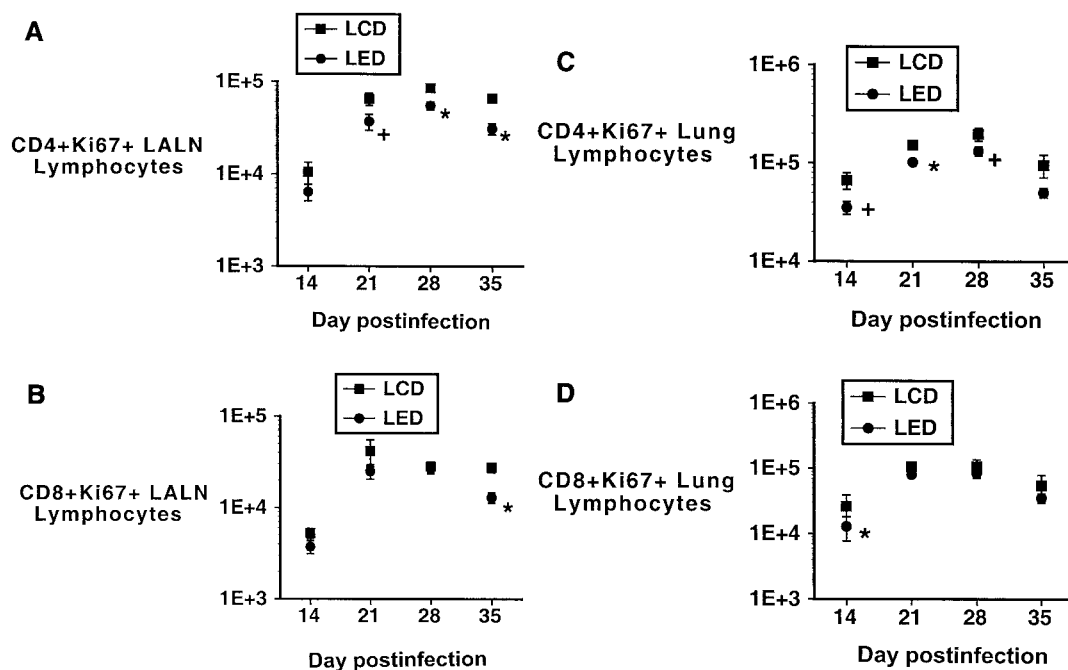 A
LCD
LED
1E+5
1E+4
1E+3
CD4+Ki67+ LALN
Lymphocytes
+
*
*
14 21 28 35
Day postinfection
C
LCD
LED
1E+6
1E+5
1E+4
CD4+Ki67+ Lung
Lymphocytes
+
*
+
14 21 28 35
Day postinfection
B
LCD
LED
1E+5
1E+4
1E+3
CD8+Ki67+ LALN
Lymphocytes
*
14 21 28 35
Day postinfection
D
LCD
LED
1E+6
1E+5
1E+4
1E+3
CD8+Ki67+ Lung
Lymphocytes
*
14 21 28 35
Day postinfection